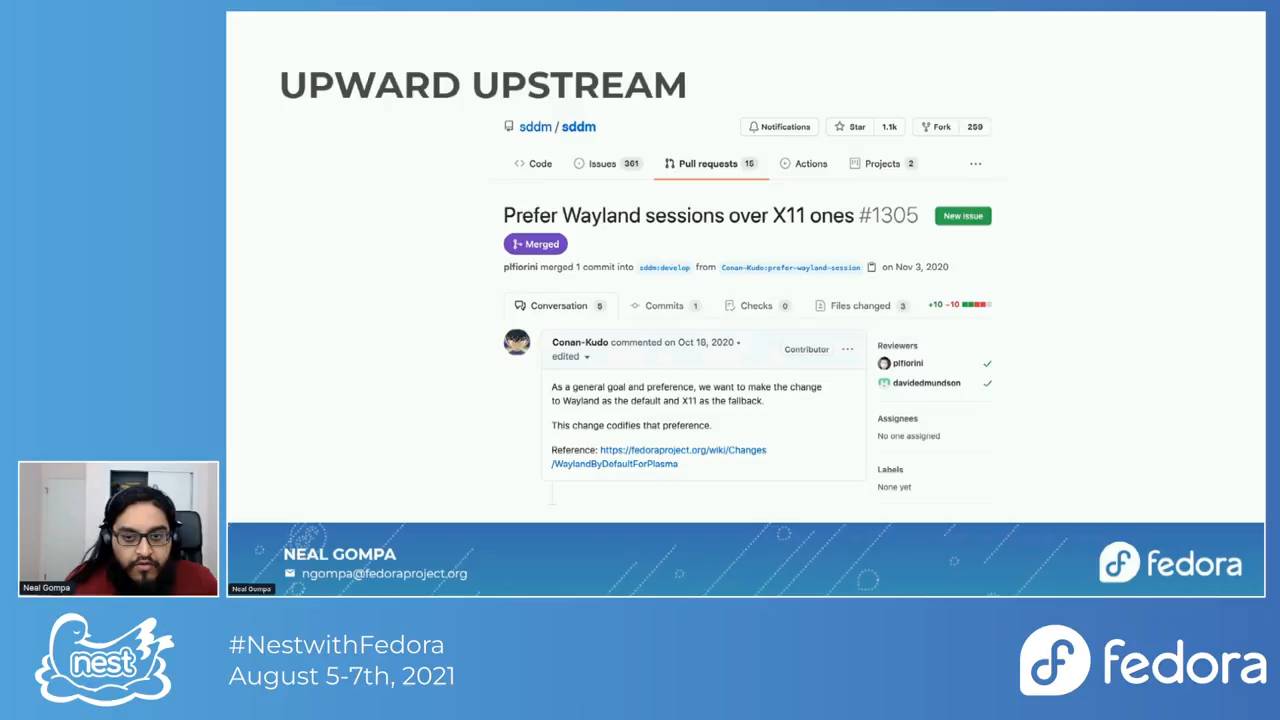 UPWARD UPSTREAM
sddm / sddm
Notifications
Star 1.1k
Fork 259
Code
Issues 361
Pull requests 15
Actions
Projects 2
Prefer Wayland sessions over X11 ones #1305
New issue
Merged
plfiorini merged 1 commit into sddm:develop from Conan-Kudo:prefer-wayland-session on Nov 3, 2020
Conversation 5
Commits 1
Checks 0
Files changed 3
+10 −10
Conan-Kudo commented on Oct 18, 2020 •
edited
Contributor
As a general goal and preference, we want to make the change
to Wayland as the default and X11 as the fallback.
This change codifies that preference.
Reference: https://fedoraproject.org/wiki/Changes
/WaylandByDefaultForPlasma
Reviewers
plfiorini
davidedmundson
Assignees
No one assigned
Labels
None yet
NEAL GOMPA
ngompa@fedoraproject.org
fedora
Neal Gompa
Neal Gompa
nest
#NestwithFedora
August 5-7th, 2021
fedora